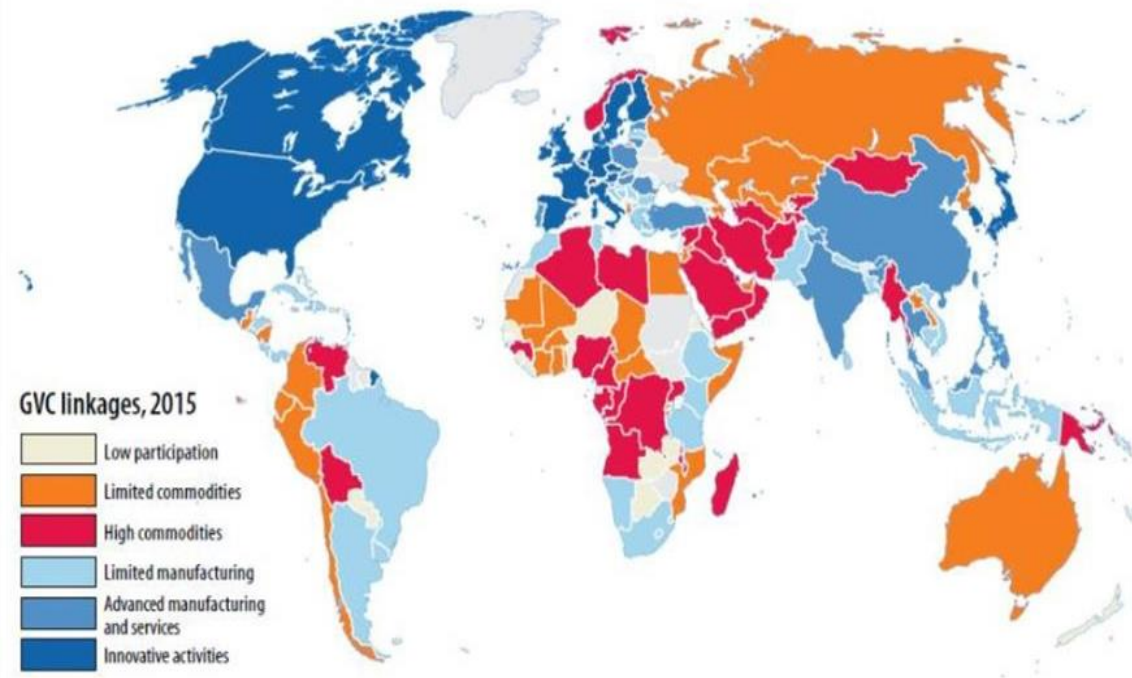 GVC linkages, 2015
Low participation
Limited commodities
High commodities
Limited manufacturing
Advanced manufacturing
and services
Innovative activities